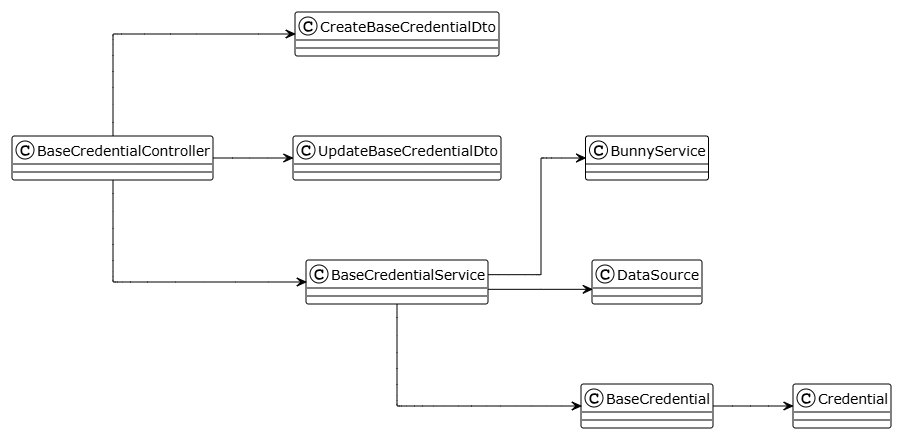 C CreateBaseCredentialDto
C BaseCredentialController
C UpdateBaseCredentialDto
C BunnyService
C BaseCredentialService
C DataSource
C BaseCredential
C Credential